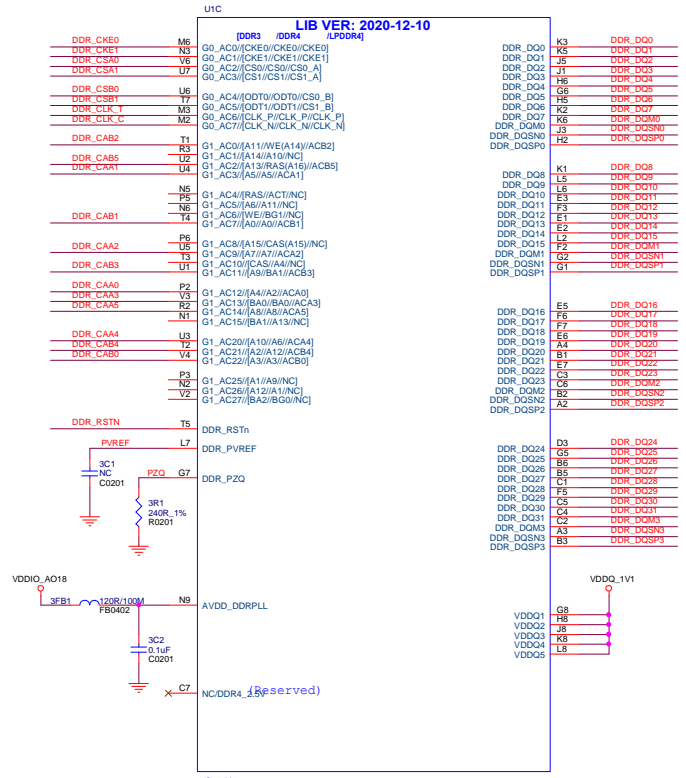 U1C
LIB VER: 2020-12-10
[DDR3 /DDR4 /LPDDR4]
DDR_CKE0 M6 G0_AC0//[CKE0//CKE0//CKE0]
DDR_CKE1 N3 G0_AC1//[CKE1//CKE1//CKE1]
DDR_CSA0 V6 G0_AC2//[CS0//CS0//CS0_A]
DDR_CSA1 U7 G0_AC3//[CS1//CS1//CS1_A]
DDR_CSB0 U6 G0_AC4//[ODT0//ODT0//CS0_B]
DDR_CSB1 T7 G0_AC5//[ODT1//ODT1//CS1_B]
DDR_CLK_T M3 G0_AC6//[CLK_P//CLK_P//CLK_P]
DDR_CLK_C M2 G0_AC7//[CLK_N//CLK_N//CLK_N]
DDR_CAB2 T1 G1_AC0//[A11//WE(A14)//ACB2]
R3 G1_AC1//[A14//A10//NC]
DDR_CAB5 U2 G1_AC2//[A13//RAS(A16)//ACB5]
DDR_CAA1 U4 G1_AC3//[A5//A5//ACA1]
N5 G1_AC4//[RAS//ACT//NC]
P5 G1_AC5//[A6//A11//NC]
N6 G1_AC6//[WE//BG1//NC]
DDR_CAB1 T4 G1_AC7//[A0//A0//ACB1]
P6 G1_AC8//[A15//CAS(A15)//NC]
DDR_CAA2 U5 G1_AC9//[A7//A7//ACA2]
T3 G1_AC10//[CAS//A4//NC]
DDR_CAB3 U1 G1_AC11//[A9//BA1//ACB3]
DDR_CAA0 P2 G1_AC12//[A4//A2//ACA0]
DDR_CAA3 V3 G1_AC13//[BA0//BA0//ACA3]
DDR_CAA5 R2 G1_AC14//[A8//A8//ACA5]
N1 G1_AC15//[BA1//A13//NC]
DDR_CAA4 U3 G1_AC20//[A10//A6//ACA4]
DDR_CAB4 T2 G1_AC21//[A2//A12//ACB4]
DDR_CAB0 V4 G1_AC22//[A3//A3//ACB0]
P3 G1_AC25//[A1//A9//NC]
N2 G1_AC26//[A12//A1//NC]
V2 G1_AC27//[BA2//BG0//NC]
DDR_RSTN T5 DDR_RSTn
PVREF L7 DDR_PVREF
3C1
NC
C0201
PZQ G7 DDR_PZQ
3R1
240R_1%
R0201
VDDIO_AO18
3FB1 120R/100M N9 AVDD_DDRPLL
FB0402
3C2
0.1uF
C0201
C7 NC/DDR4_2.5V (Reserved)
DDR_DQ0 K3 DDR_DQ0
DDR_DQ1 K5 DDR_DQ1
DDR_DQ2 J5 DDR_DQ2
DDR_DQ3 J1 DDR_DQ3
DDR_DQ4 H6 DDR_DQ4
DDR_DQ5 G6 DDR_DQ5
DDR_DQ6 H5 DDR_DQ6
DDR_DQ7 K2 DDR_DQ7
DDR_DQM0 K6 DDR_DQM0
DDR_DQSN0 J3 DDR_DQSN0
DDR_DQSP0 H2 DDR_DQSP0
DDR_DQ8 K1 DDR_DQ8
DDR_DQ9 L5 DDR_DQ9
DDR_DQ10 L6 DDR_DQ10
DDR_DQ11 E3 DDR_DQ11
DDR_DQ12 F3 DDR_DQ12
DDR_DQ13 E1 DDR_DQ13
DDR_DQ14 E2 DDR_DQ14
DDR_DQ15 L2 DDR_DQ15
DDR_DQM1 F2 DDR_DQM1
DDR_DQSN1 G2 DDR_DQSN1
DDR_DQSP1 G1 DDR_DQSP1
DDR_DQ16 E5 DDR_DQ16
DDR_DQ17 F6 DDR_DQ17
DDR_DQ18 F7 DDR_DQ18
DDR_DQ19 E6 DDR_DQ19
DDR_DQ20 A4 DDR_DQ20
DDR_DQ21 B1 DDR_DQ21
DDR_DQ22 E7 DDR_DQ22
DDR_DQ23 C3 DDR_DQ23
DDR_DQM2 C6 DDR_DQM2
DDR_DQSN2 B2 DDR_DQSN2
DDR_DQSP2 A2 DDR_DQSP2
DDR_DQ24 D3 DDR_DQ24
DDR_DQ25 G5 DDR_DQ25
DDR_DQ26 B6 DDR_DQ26
DDR_DQ27 B5 DDR_DQ27
DDR_DQ28 C1 DDR_DQ28
DDR_DQ29 F5 DDR_DQ29
DDR_DQ30 C5 DDR_DQ30
DDR_DQ31 C4 DDR_DQ31
DDR_DQM3 C2 DDR_DQM3
DDR_DQSN3 A3 DDR_DQSN3
DDR_DQSP3 B3 DDR_DQSP3
VDDQ_1V1
VDDQ1 G8
VDDQ2 H8
VDDQ3 J8
VDDQ4 K8
VDDQ5 L8